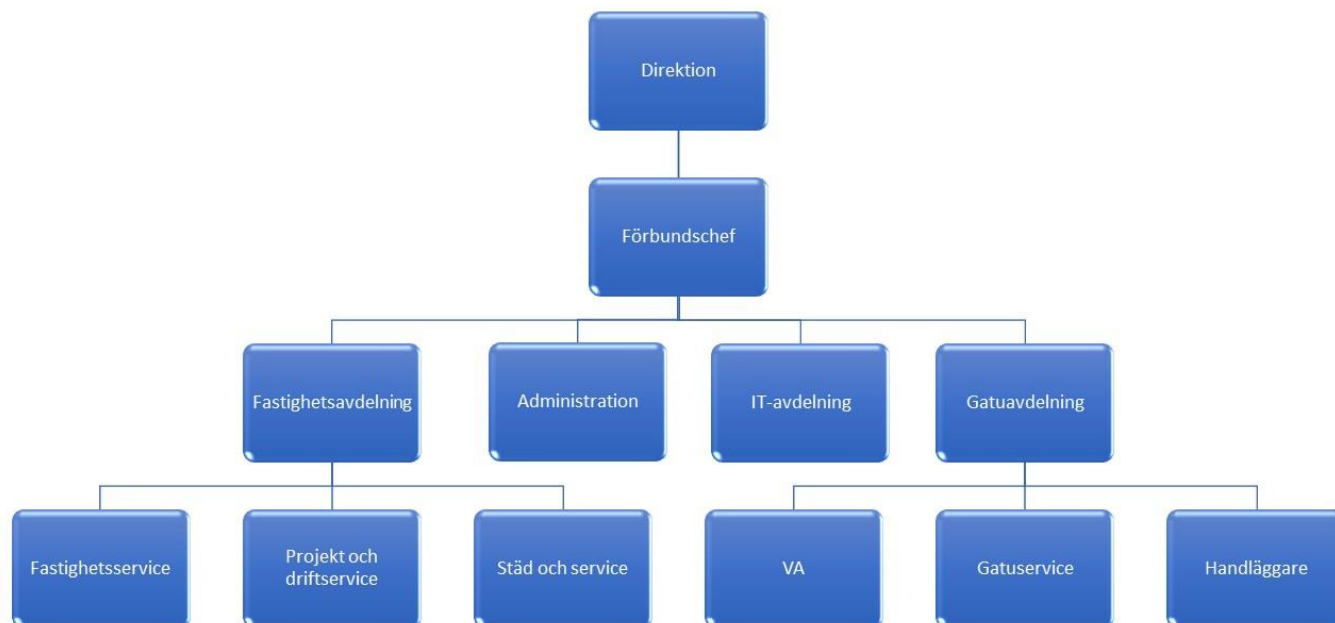 Direktion
Förbundschef
Fastighetsavdelning
Administration
IT-avdelning
Gatuavdelning
Fastighetsservice
Projekt och
driftservice
Städ och service
VA
Gatuservice
Handläggare